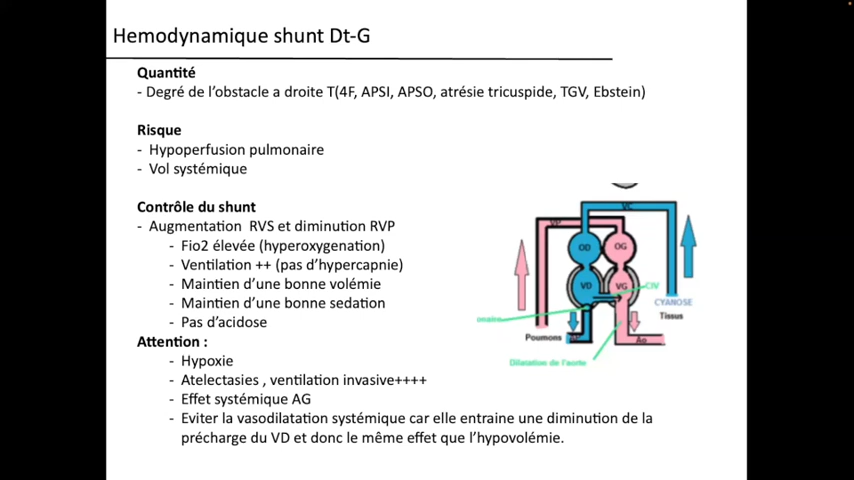 Hemodynamique shunt Dt-G
Quantité
- Degré de l'obstacle a droite T(4F, APSI, APSO, atrésie tricuspide, TGV, Ebstein)
Risque
- Hypoperfusion pulmonaire
- Vol systémique
Contrôle du shunt
- Augmentation RVS et diminution RVP
- Fio2 élevée (hyperoxygenation)
- Ventilation ++ (pas d'hypercapnie)
- Maintien d'une bonne volémie
- Maintien d'une bonne sedation
- Pas d'acidose
Attention :
- Hypoxie
- Atelectasies , ventilation invasive++++
- Effet systémique AG
- Eviter la vasodilatation systémique car elle entraine une diminution de la
précharge du VD et donc le même effet que l'hypovolémie.
VC
VP
OD
OG
VD
VG
CIV
CYANOSE
Tissus
onaire
Poumons
Ao
Dilatation de l'aorte